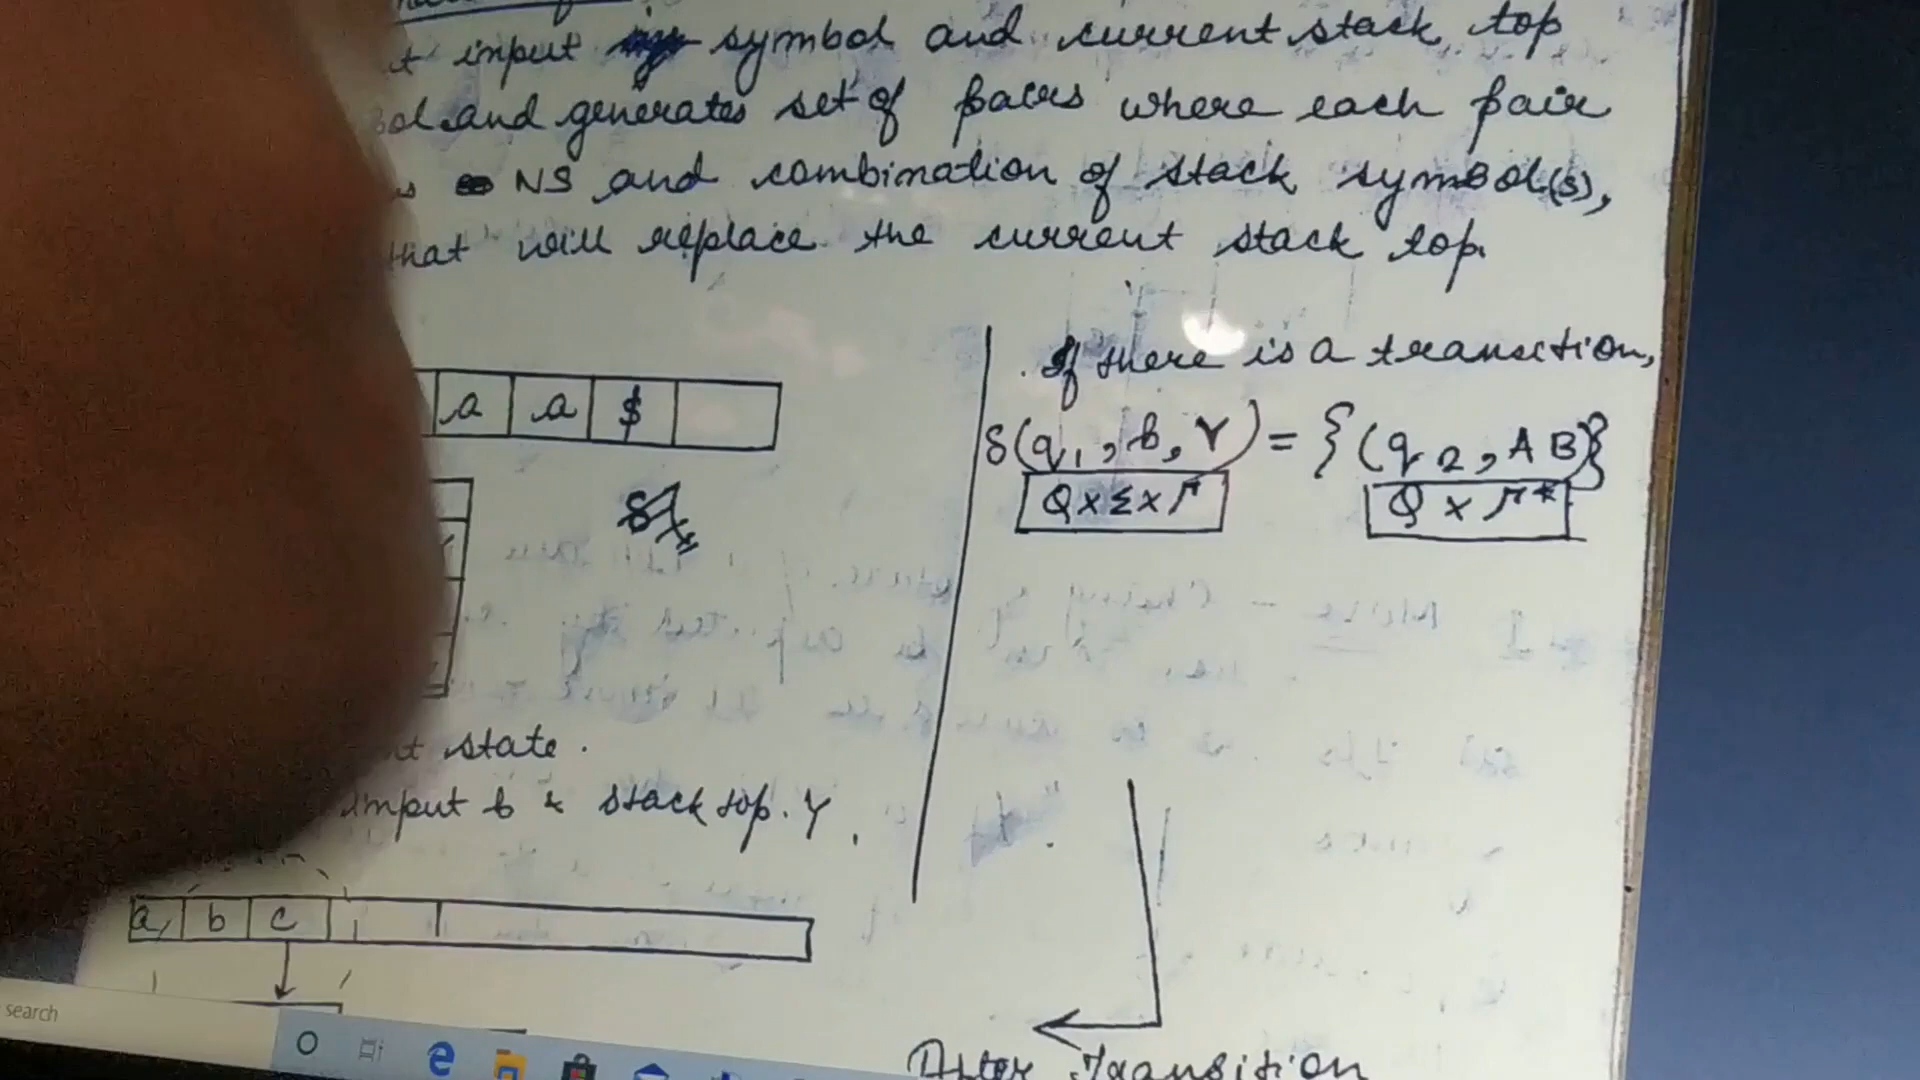 t input symbol and current stack top
ol and generates set of pairs where each pair
s NS and combination of stack symbol(s),
that will replace the current stack top.
If there is a transction,
a a $
δ(q1, b, Y) = {(q2, AB)}
Q x Σ x Γ Q x Γ*
t state.
input b & stack top. Y
a, b c
search
After Transition